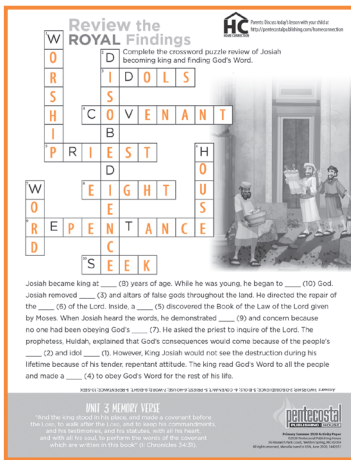 Review the
ROYAL Findings
HC
HOME CONNECTION
Parents: Discuss today's lesson with your child at
http://pentecostalpublishing.com/homeconnection
Complete the crossword puzzle review of Josiah
becoming king and finding God's Word.
W D
O
R I D O L S
S S
H C O V E N A N T
I B
P R I E S T H
D O
W E I G H T U
O E S
R E P E N T A N C E
D C
S E E K
Josiah became king at ____ (8) years of age. While he was young, he began to ____ (10) God.
Josiah removed ____ (3) and altars of false gods throughout the land. He directed the repair of
the ____ (6) of the Lord. Inside, a ____ (5) discovered the Book of the Law of the Lord given
by Moses. When Josiah heard the words, he demonstrated ____ (9) and concern because
no one had been obeying God's ____ (7). He asked the priest to inquire of the Lord. The
prophetess, Huldah, explained that God's consequences would come because of the people's
____ (2) and idol ____ (1). However, King Josiah would not see the destruction during his
lifetime because of his tender, repentant attitude. The king read God's Word to all the people
and made a ____ (4) to obey God's Word for the rest of his life.
UNIT 3 MEMORY VERSE
"And the king stood in his place, and made a covenant before
the Lord, to walk after the Lord, and to keep his commandments,
and his testimonies, and his statutes, with all his heart,
and with all his soul, to perform the words of the covenant
which are written in this book" (II Chronicles 34:31).
pentecostal
PUBLISHING HOUSE